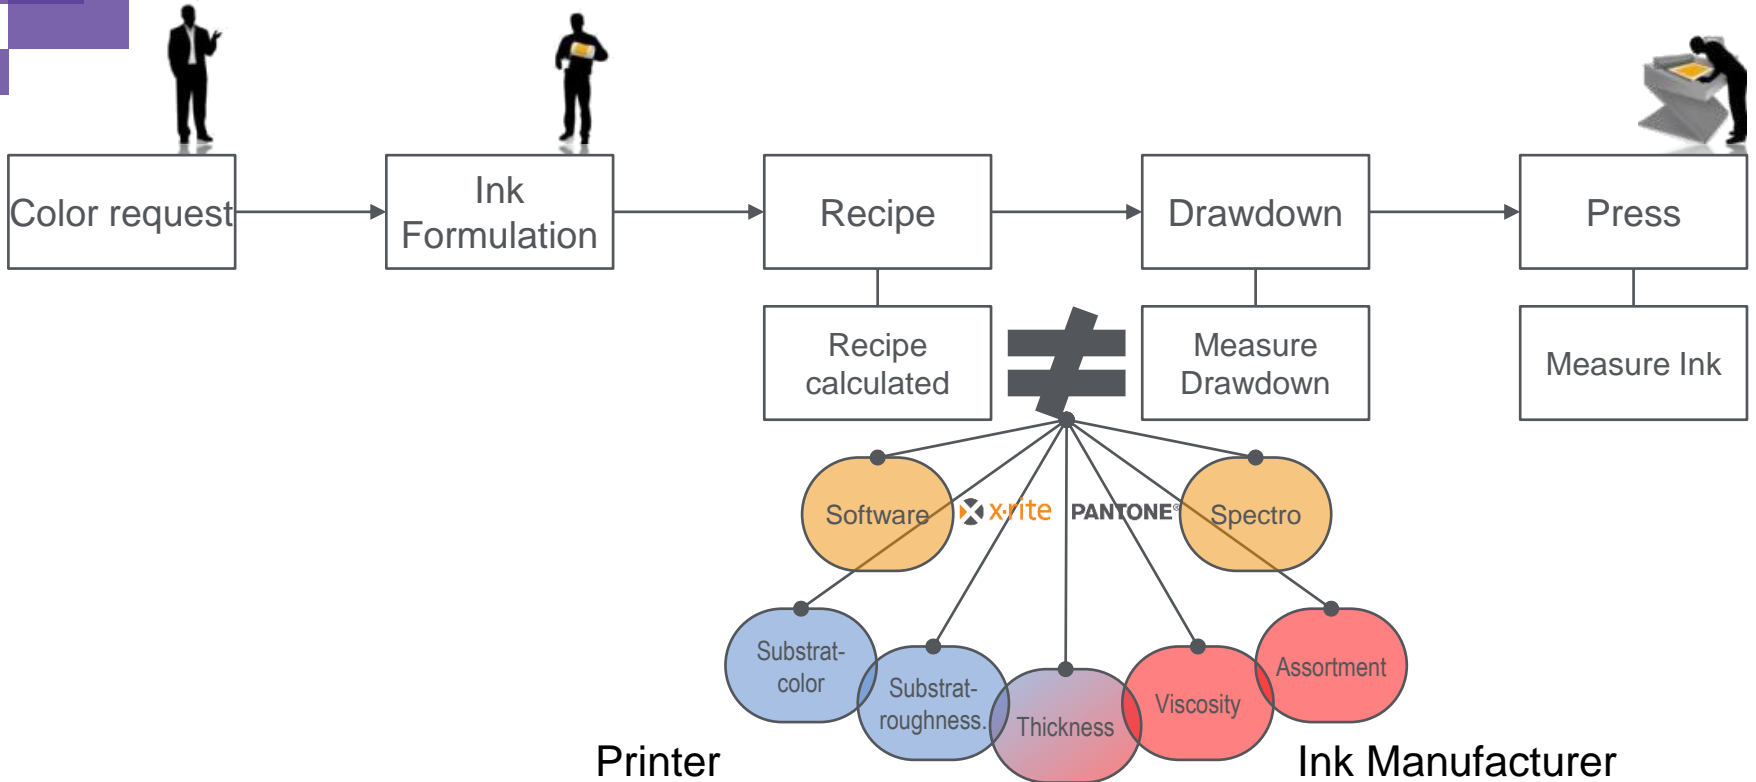 Color request
Ink
Formulation
Recipe
Drawdown
Press
Recipe
calculated
Measure
Drawdown
Measure Ink
Software
x·rite
PANTONE®
Spectro
Substrat-
color
Substrat-
roughness.
Thickness
Viscosity
Assortment
Printer
Ink Manufacturer